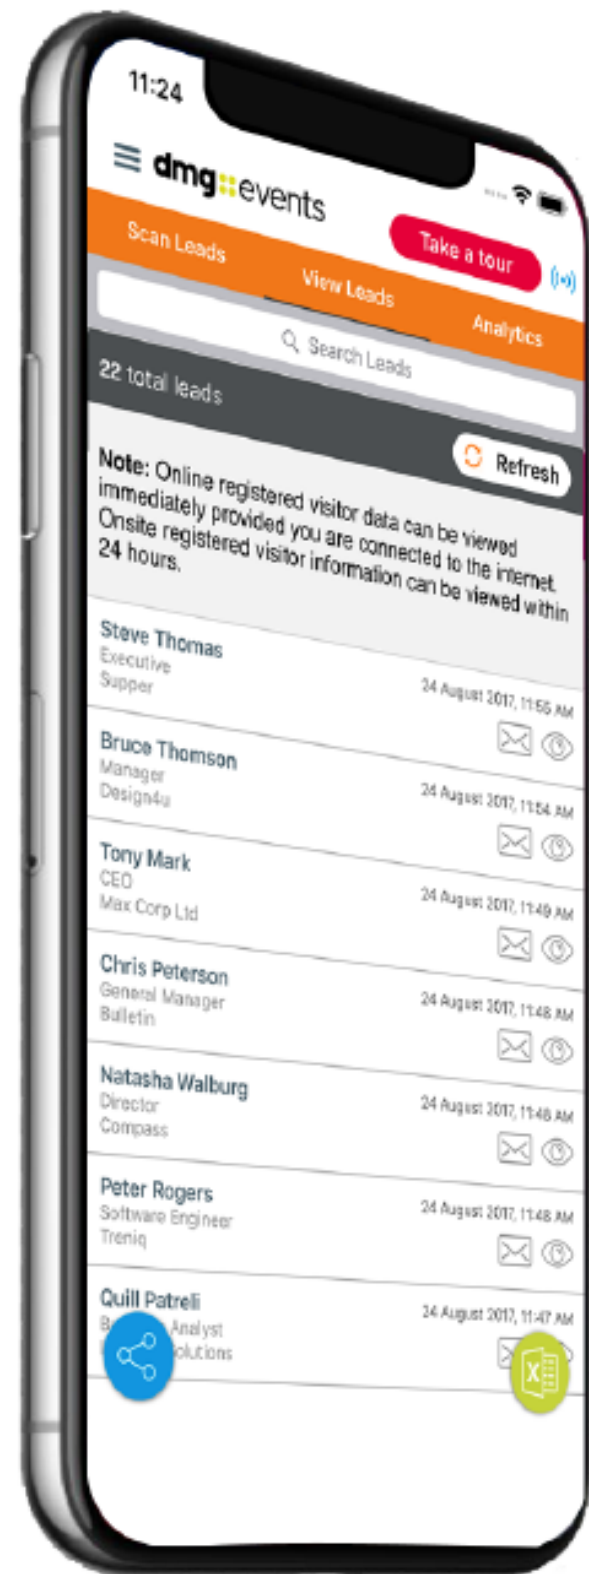 11:24
dmg::events
Take a tour
Scan Leads
View Leads
Analytics
Search Leads
22 total leads
Refresh
Note: Online registered visitor data can be viewed
immediately provided you are connected to the internet.
Onsite registered visitor information can be viewed within
24 hours.
Steve Thomas
Executive
Supper
24 August 2017, 11:55 AM
Bruce Thomson
Manager
Design4u
24 August 2017, 11:54 AM
Tony Mark
CEO
Max Corp Ltd
24 August 2017, 11:49 AM
Chris Peterson
General Manager
Bulletin
24 August 2017, 11:48 AM
Natasha Walburg
Director
Compass
24 August 2017, 11:48 AM
Peter Rogers
Software Engineer
Treniq
24 August 2017, 11:48 AM
Quill Patreli
Analyst
24 August 2017, 11:47 AM
X